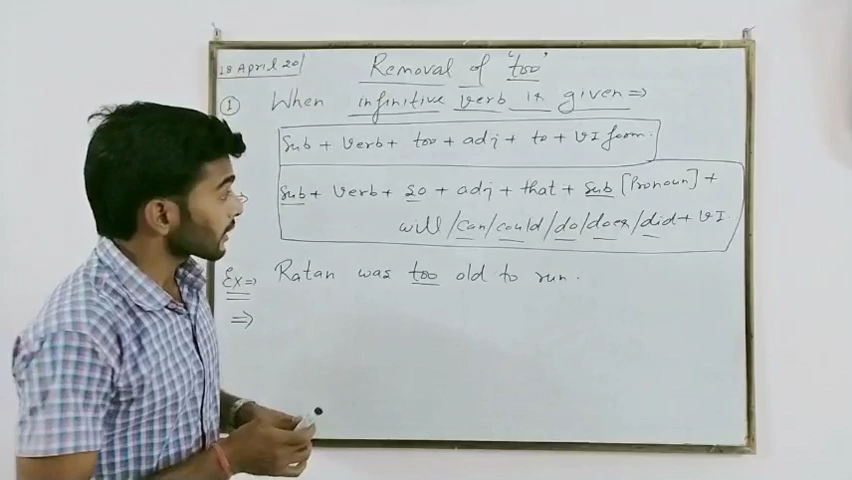 18 April 20
Removal of 'too'
① When infinitive verb is given ⇒
Sub + verb + too + adj + to + VI form.
Sub + verb + so + adj + that + sub [Pronoun] +
will/can/could/do/does/did + VI.
Ex ⇒ Ratan was too old to run.
⇒